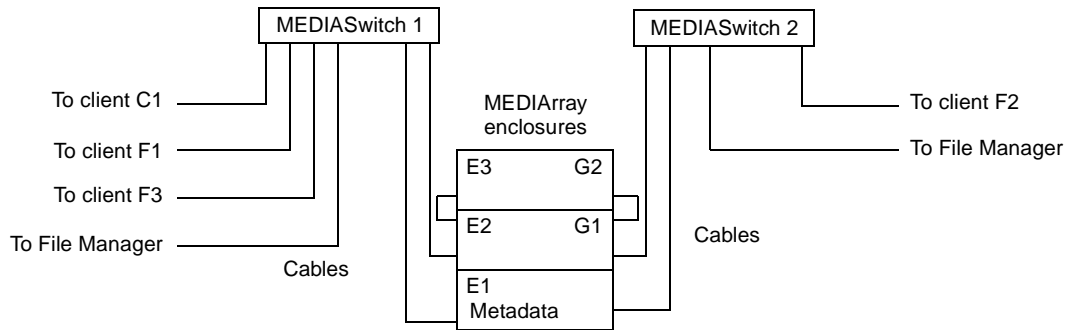 MEDIASwitch 1
MEDIASwitch 2
To client C1
MEDIArray
enclosures
To client F2
To client F1
To File Manager
E3 G2
To client F3
E2 G1
Cables
To File Manager
Cables
E1
Metadata